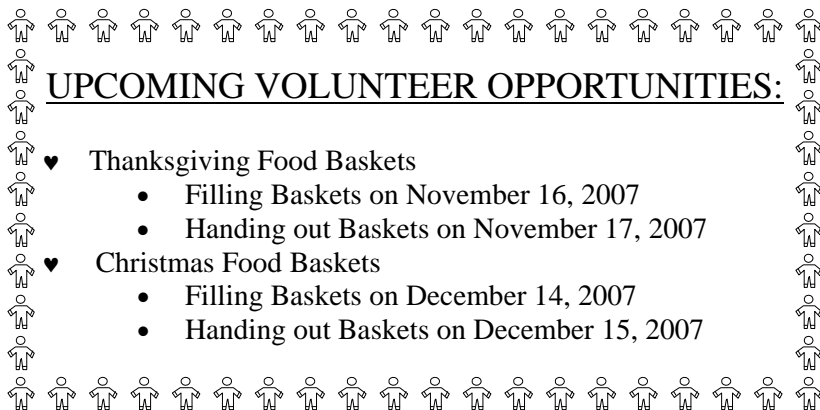 UPCOMING VOLUNTEER OPPORTUNITIES:
♥ Thanksgiving Food Baskets
• Filling Baskets on November 16, 2007
• Handing out Baskets on November 17, 2007
♥ Christmas Food Baskets
• Filling Baskets on December 14, 2007
• Handing out Baskets on December 15, 2007